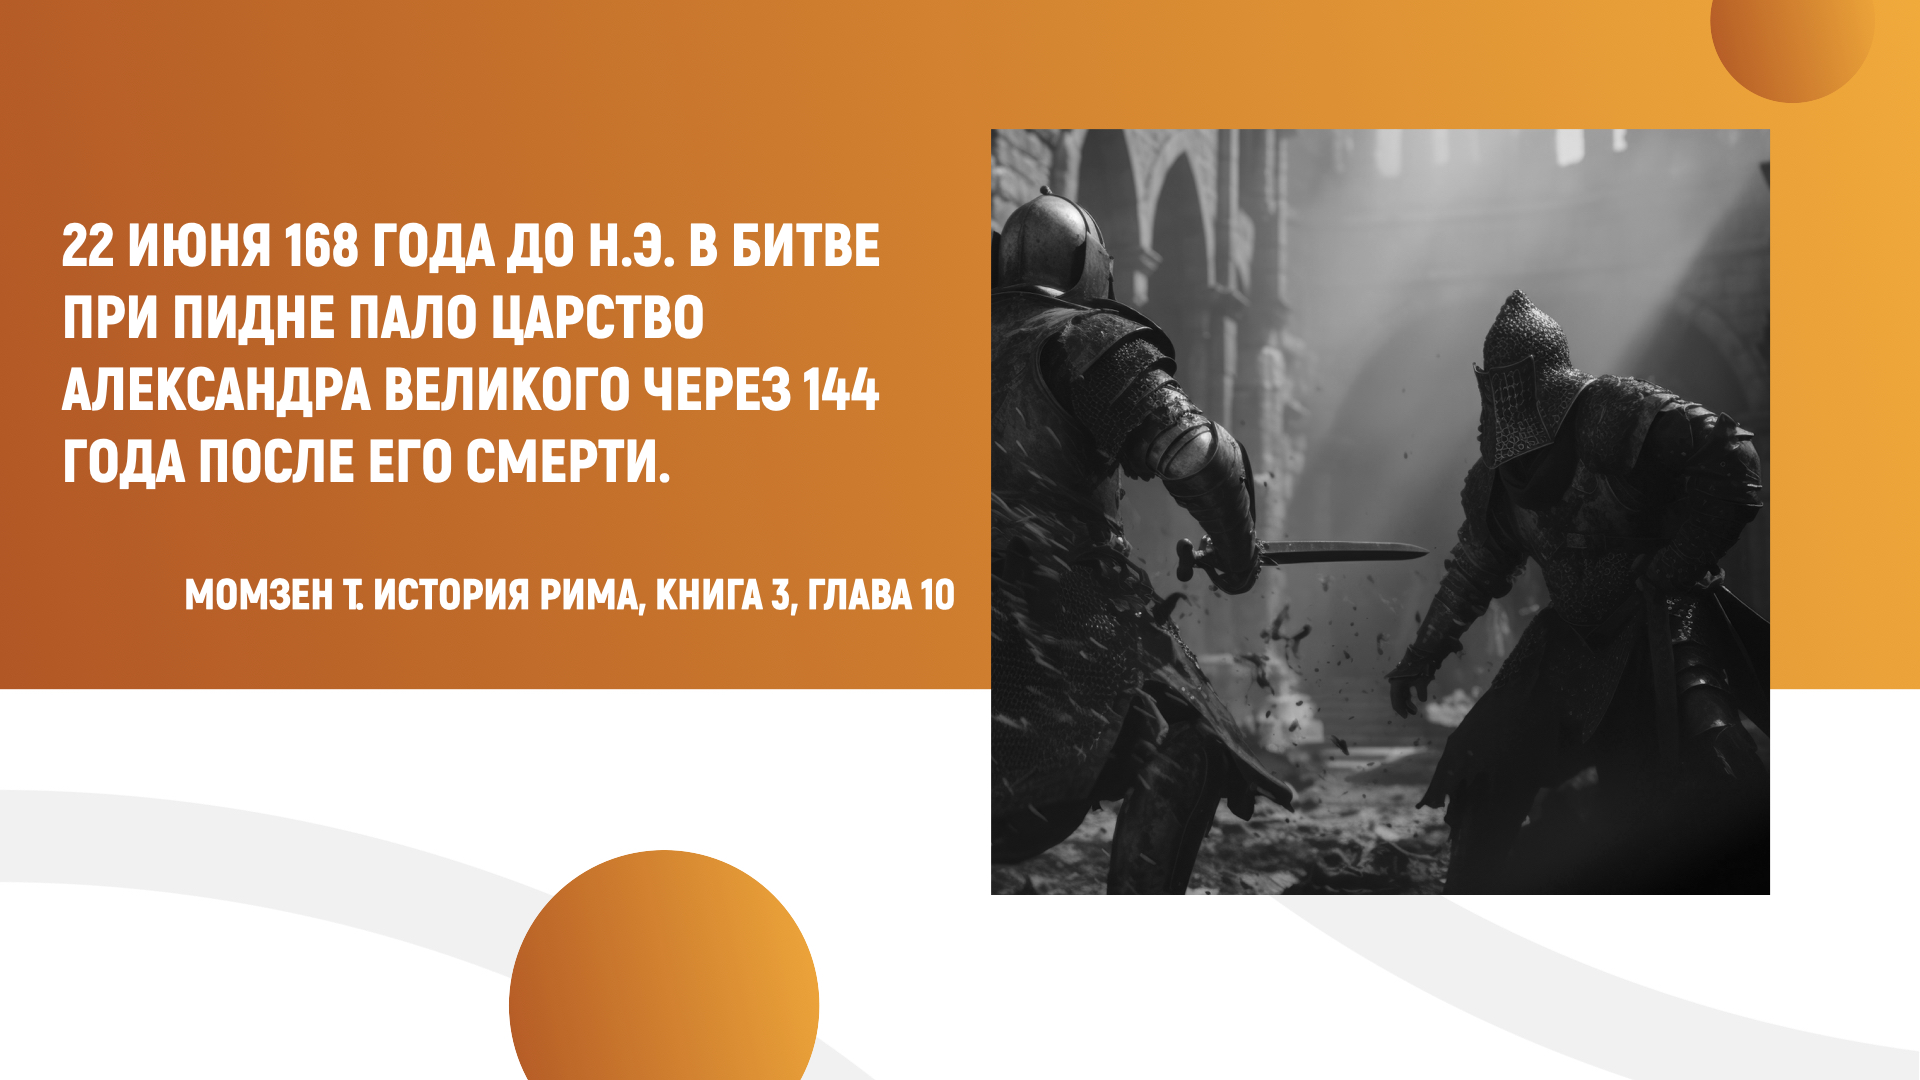 22 ИЮНЯ 168 ГОДА ДО Н.Э. В БИТВЕ
ПРИ ПИДНЕ ПАЛО ЦАРСТВО
АЛЕКСАНДРА ВЕЛИКОГО ЧЕРЕЗ 144
ГОДА ПОСЛЕ ЕГО СМЕРТИ.
МОМЗЕН Т. ИСТОРИЯ РИМА, КНИГА 3, ГЛАВА 10